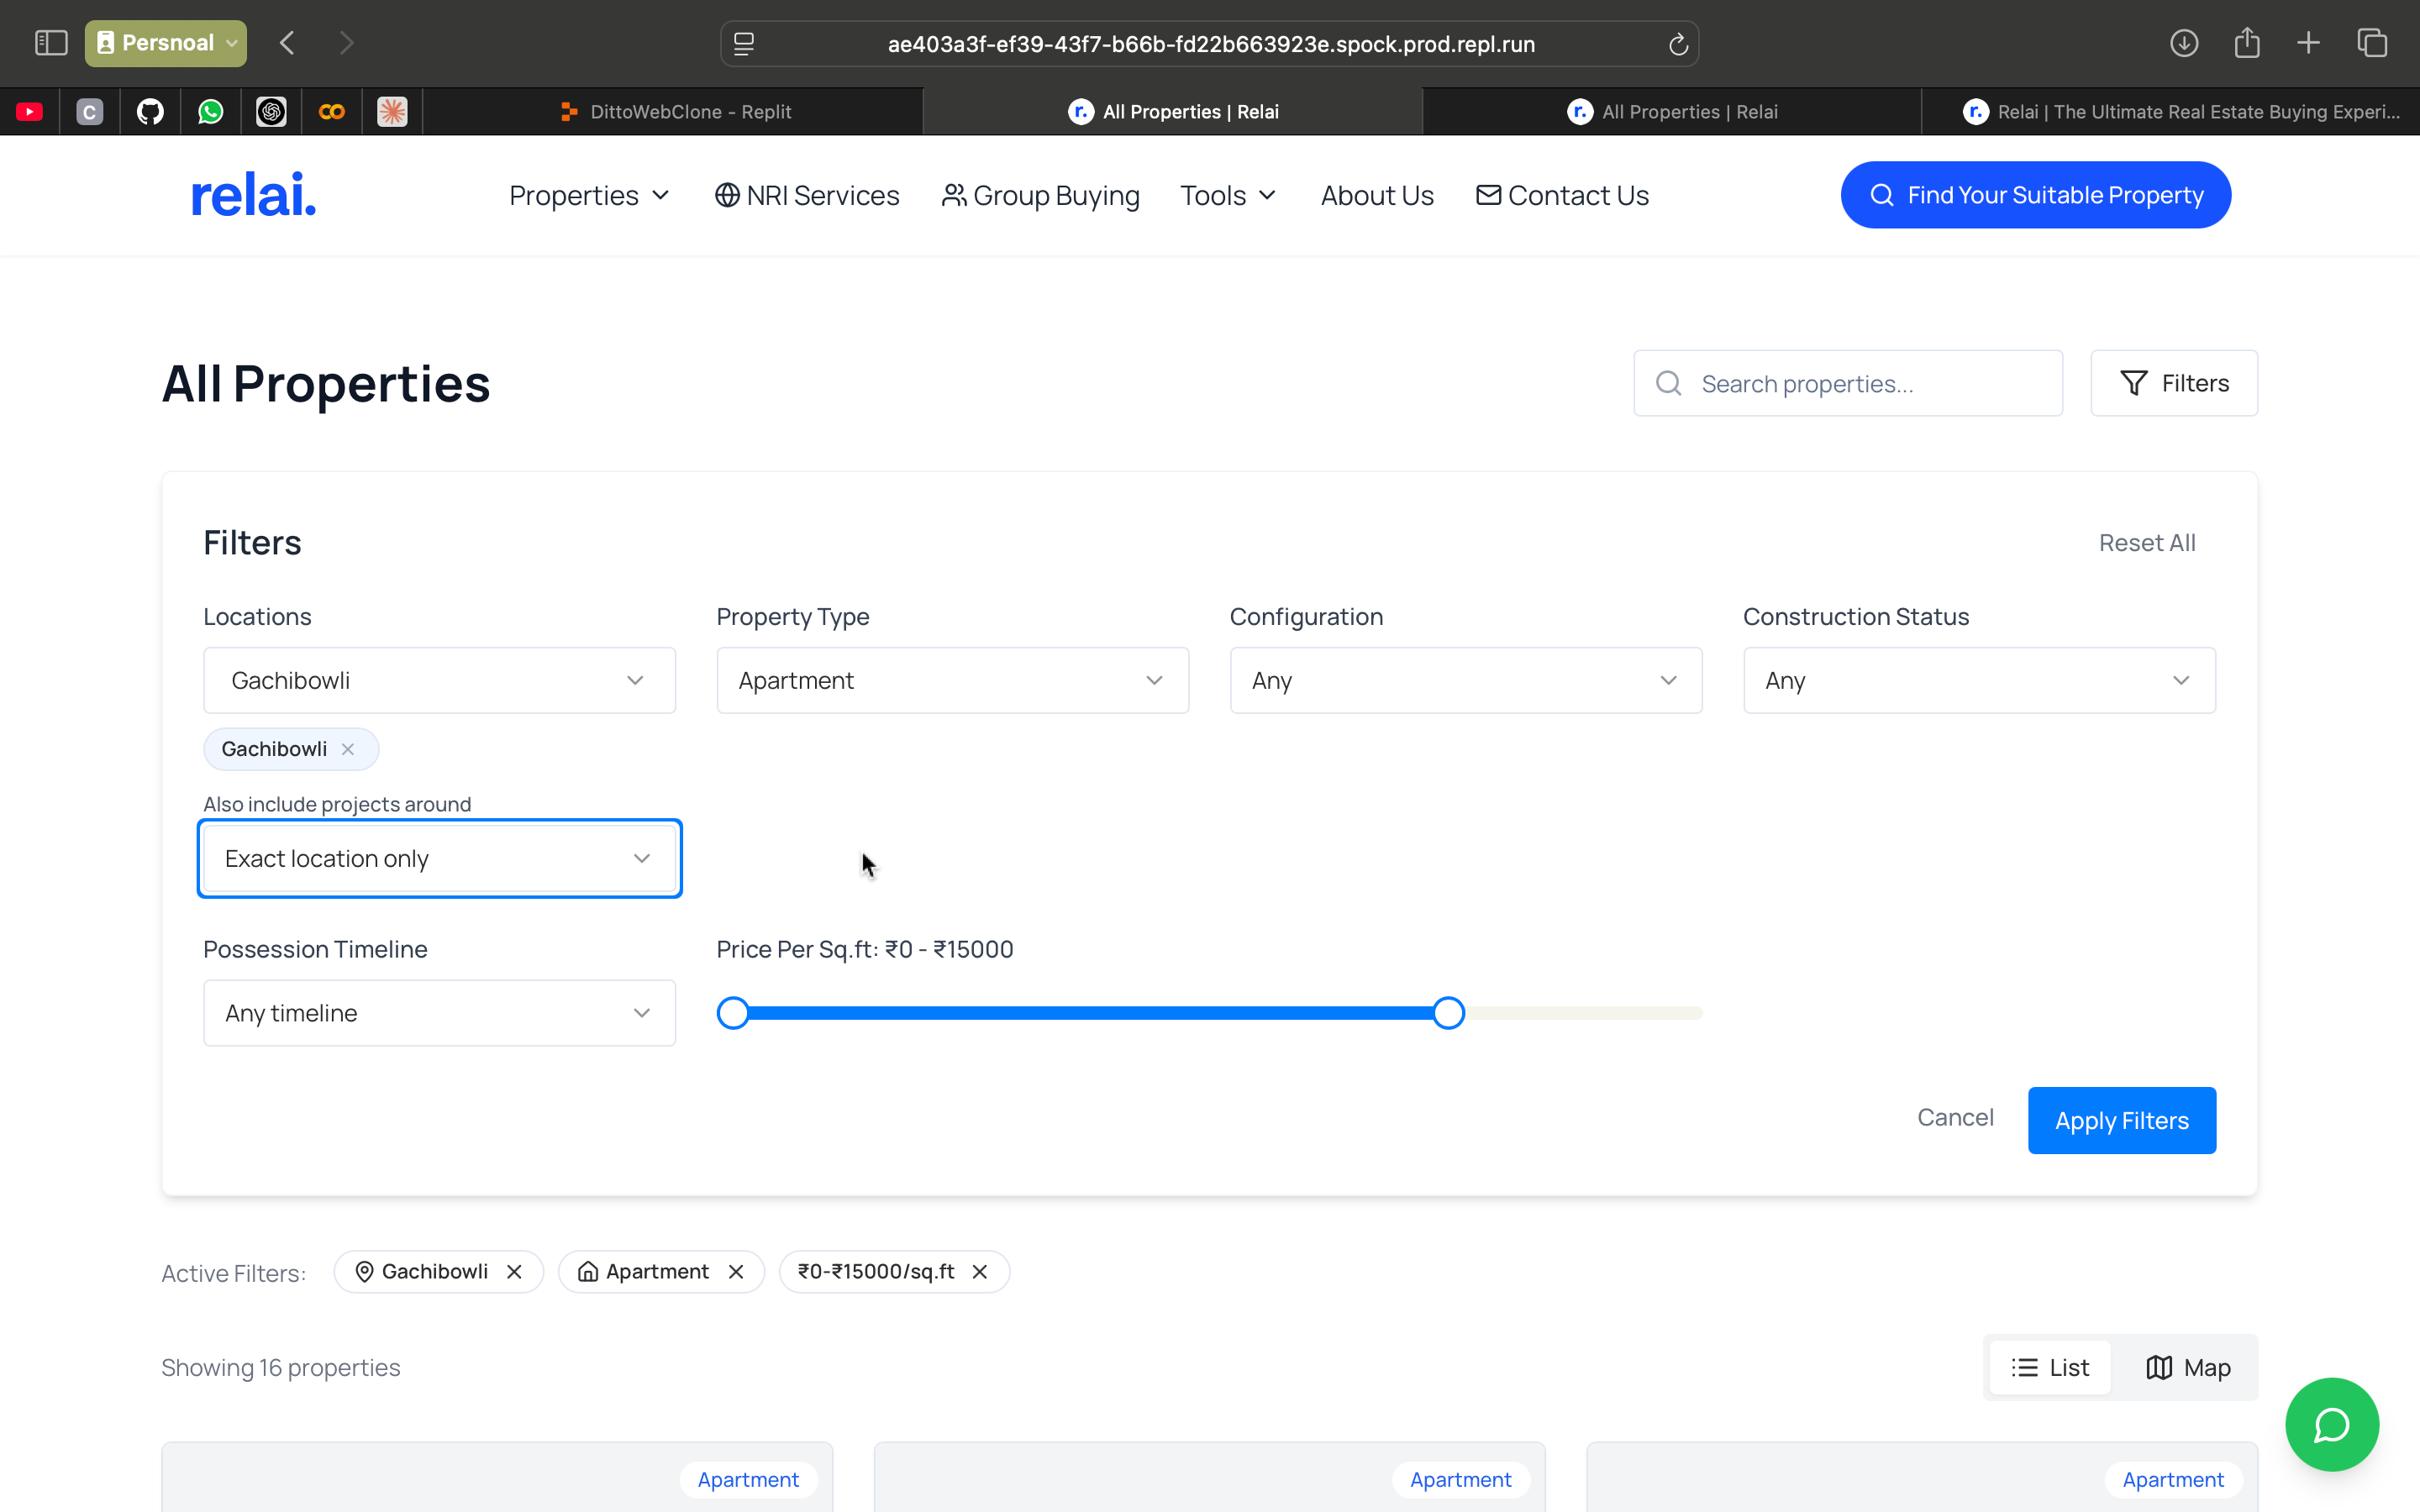 Persnoal
ae403a3f-ef39-43f7-b66b-fd22b663923e.spock.prod.repl.run
C
DittoWebClone - Replit
r. All Properties | Relai
r. All Properties | Relai
r. Relai | The Ultimate Real Estate Buying Experi...
relai.
Properties
NRI Services
Group Buying
Tools
About Us
Contact Us
Find Your Suitable Property
All Properties
Search properties...
Filters
Filters
Reset All
Locations
Property Type
Configuration
Construction Status
Gachibowli
Apartment
Any
Any
Gachibowli
Also include projects around
Exact location only
Possession Timeline
Price Per Sq.ft: ₹0 - ₹15000
Any timeline
Cancel
Apply Filters
Active Filters:
Gachibowli
Apartment
₹0-₹15000/sq.ft
Showing 16 properties
List
Map
Apartment
Apartment
Apartment